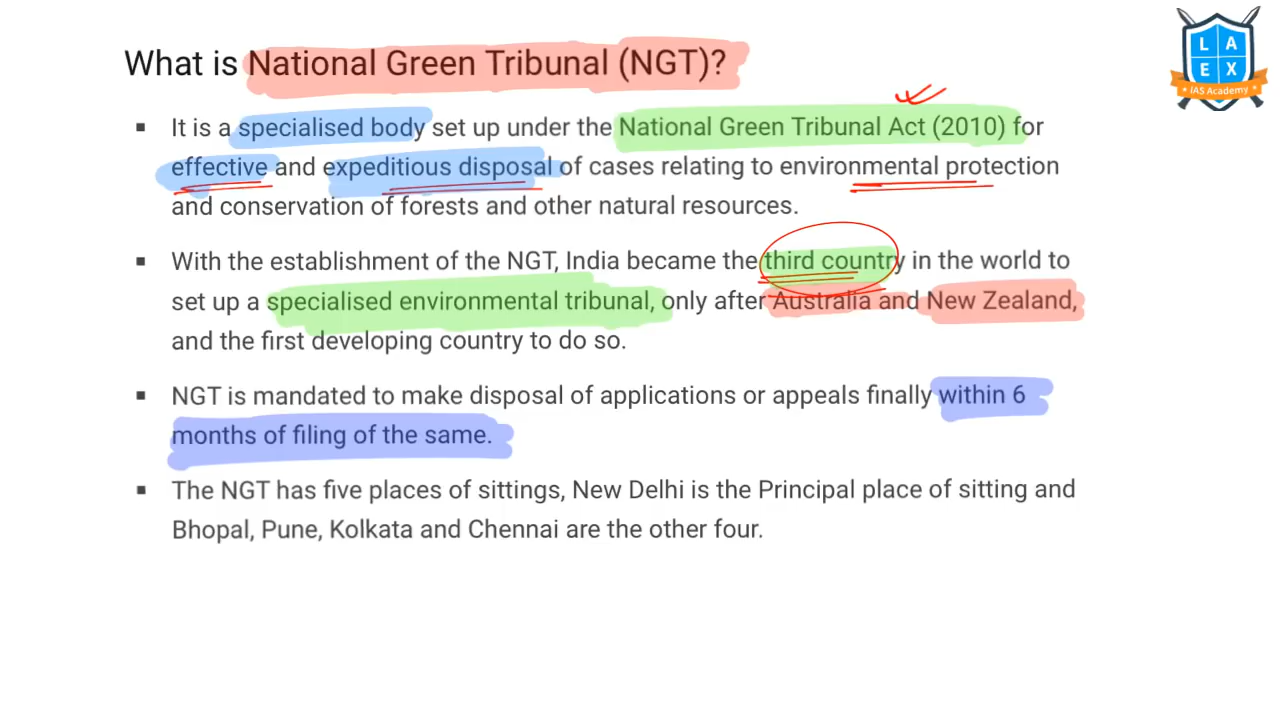 What is National Green Tribunal (NGT)?
▪ It is a specialised body set up under the National Green Tribunal Act (2010) for
effective and expeditious disposal of cases relating to environmental protection
and conservation of forests and other natural resources.
▪ With the establishment of the NGT, India became the third country in the world to
set up a specialised environmental tribunal, only after Australia and New Zealand,
and the first developing country to do so.
▪ NGT is mandated to make disposal of applications or appeals finally within 6
months of filing of the same.
▪ The NGT has five places of sittings, New Delhi is the Principal place of sitting and
Bhopal, Pune, Kolkata and Chennai are the other four.
L A
E X
IAS Academy